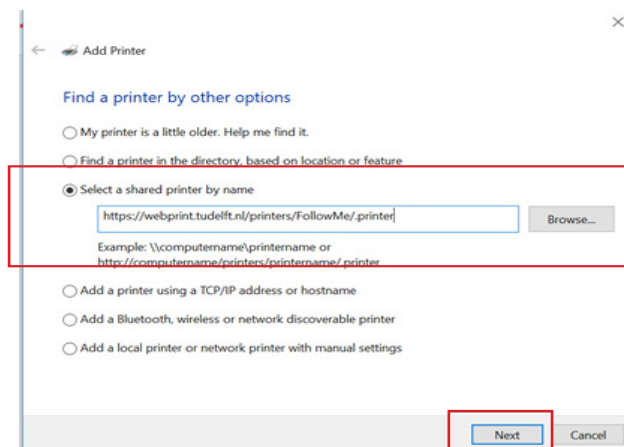 Add Printer
Find a printer by other options
My printer is a little older. Help me find it.
Find a printer in the directory, based on location or feature
Select a shared printer by name
https://webprint.tudelft.nl/printers/FollowMe/.printer
Browse...
Example: \\computername\printername or
http://computername/printers/printername/.printer
Add a printer using a TCP/IP address or hostname
Add a Bluetooth, wireless or network discoverable printer
Add a local printer or network printer with manual settings
Next Cancel